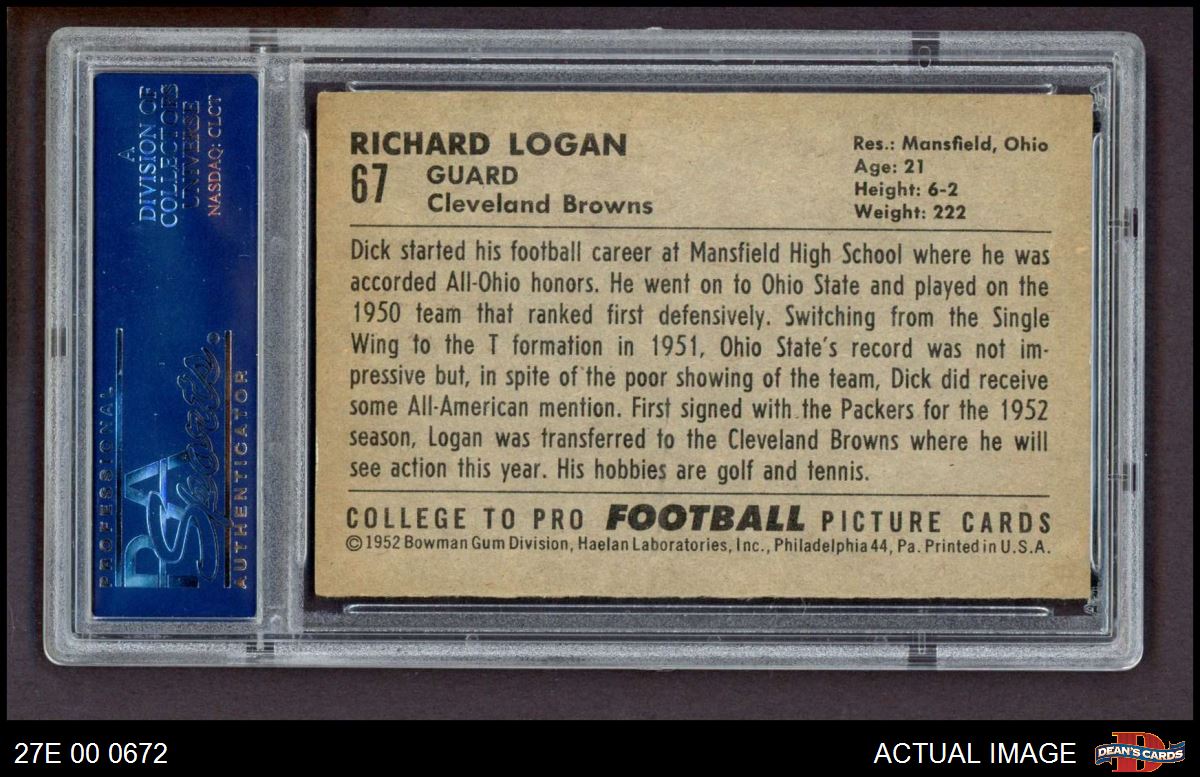 A
DIVISION OF
COLLECTORS
UNIVERSE
NASDAQ: CLCT
PROFESSIONAL
PSA
Sports
AUTHENTICATOR
RICHARD LOGAN
67
GUARD
Cleveland Browns
Res.: Mansfield, Ohio
Age: 21
Height: 6-2
Weight: 222
Dick started his football career at Mansfield High School where he was
accorded All-Ohio honors. He went on to Ohio State and played on the
1950 team that ranked first defensively. Switching from the Single
Wing to the T formation in 1951, Ohio State's record was not im-
pressive but, in spite of the poor showing of the team, Dick did receive
some All-American mention. First signed with the Packers for the 1952
season, Logan was transferred to the Cleveland Browns where he will
see action this year. His hobbies are golf and tennis.
COLLEGE TO PRO FOOTBALL PICTURE CARDS
©1952 Bowman Gum Division, Haelan Laboratories, Inc., Philadelphia 44, Pa. Printed in U.S.A.
27E 00 0672
ACTUAL IMAGE
DEAN'S CARDS